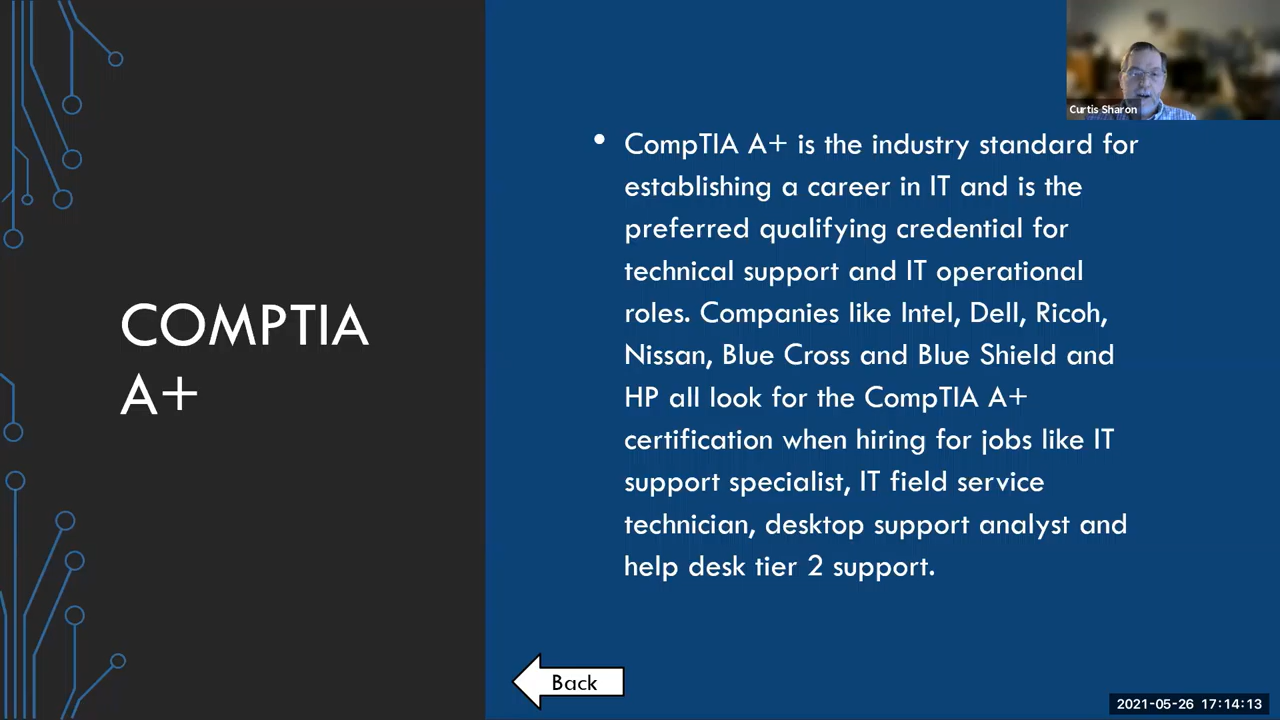 Curtis Sharon
COMPTIA
A+
• CompTIA A+ is the industry standard for
establishing a career in IT and is the
preferred qualifying credential for
technical support and IT operational
roles. Companies like Intel, Dell, Ricoh,
Nissan, Blue Cross and Blue Shield and
HP all look for the CompTIA A+
certification when hiring for jobs like IT
support specialist, IT field service
technician, desktop support analyst and
help desk tier 2 support.
Back
2021-05-26 17:14:13